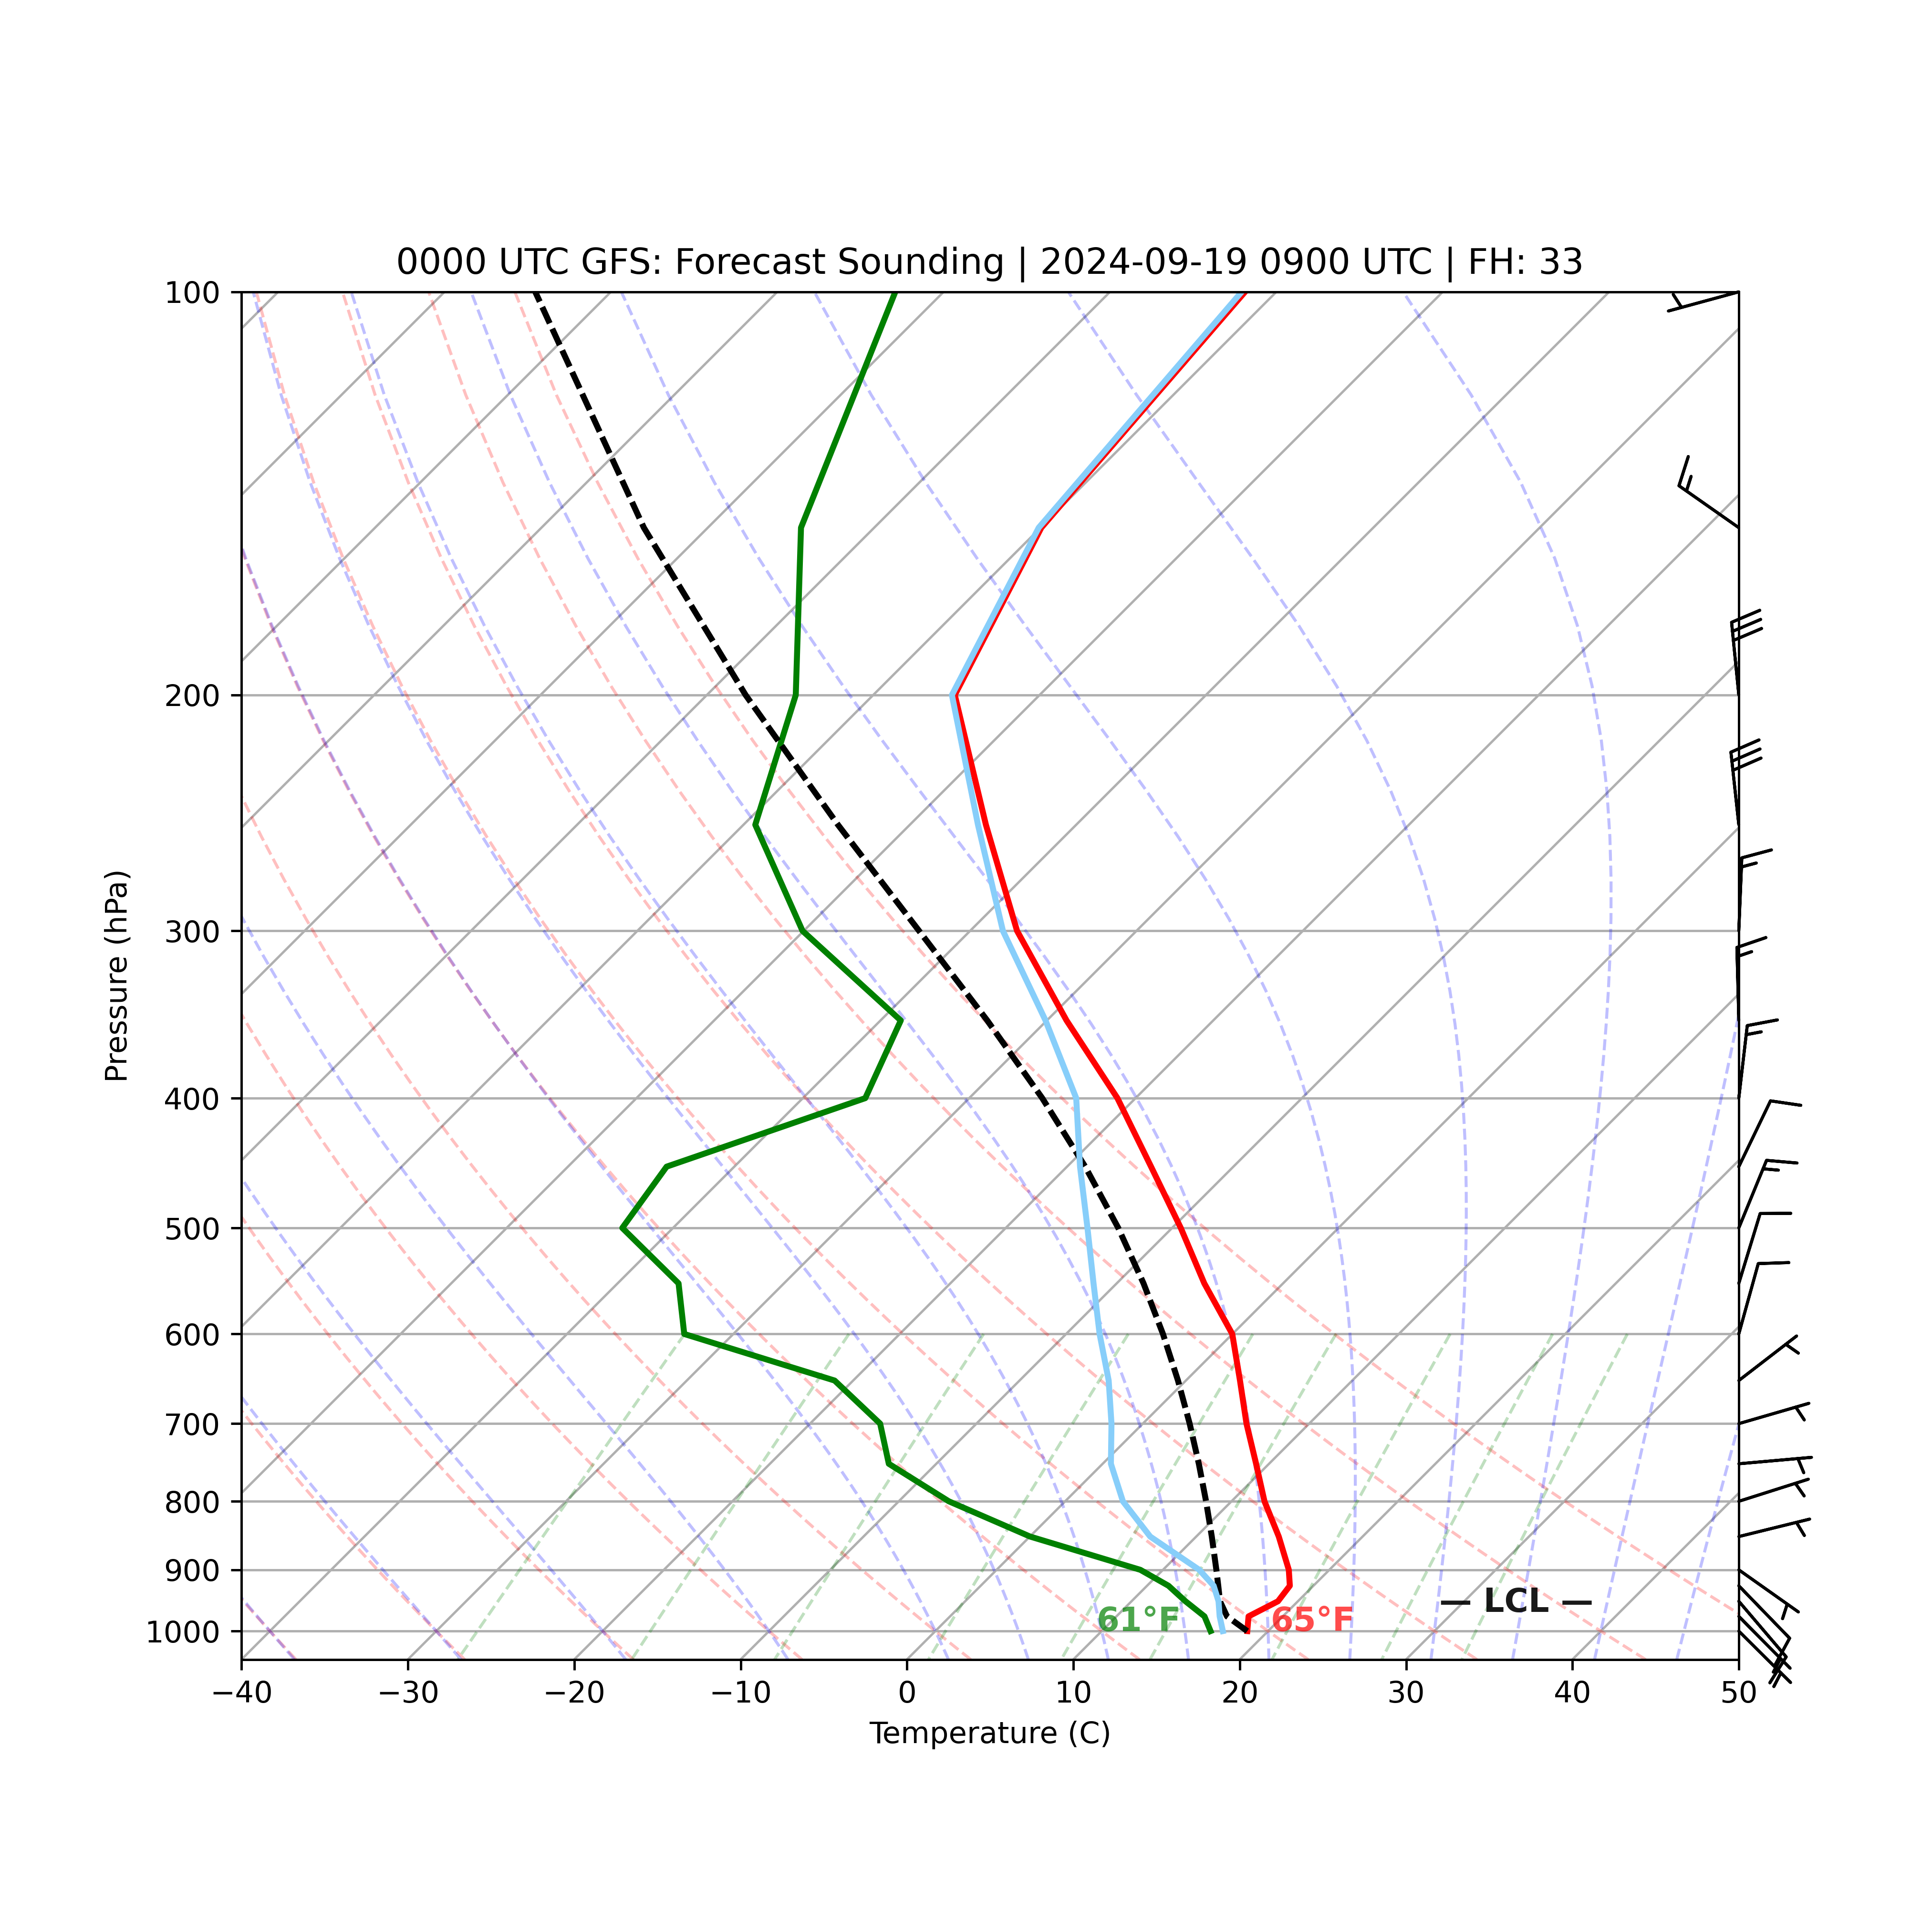 0000 UTC GFS: Forecast Sounding | 2024-09-19 0900 UTC | FH: 33
100
200
300
400
500
600
700
800
900
1000
Pressure (hPa)
61°F
65°F
— LCL —
−40 −30 −20 −10 0 10 20 30 40 50
Temperature (C)